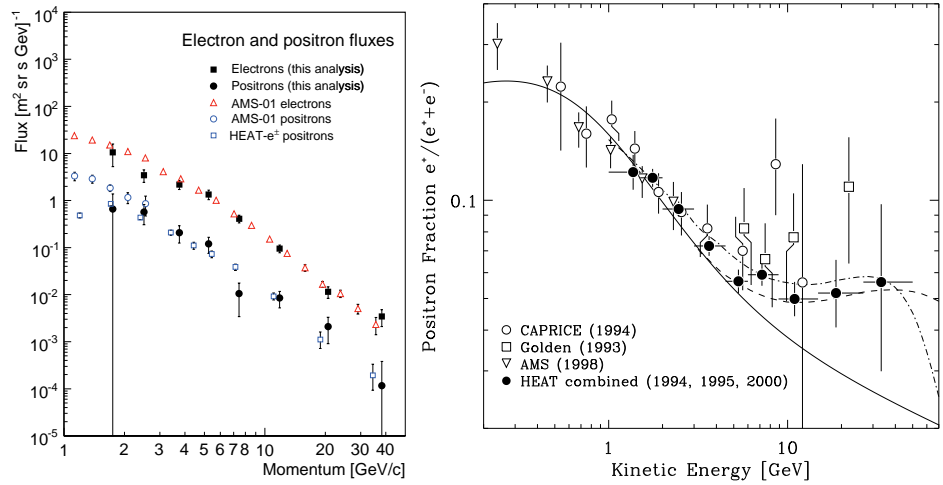 Electron and positron fluxes
Electrons (this analysis)
Positrons (this analysis)
AMS-01 electrons
AMS-01 positrons
HEAT-e± positrons
Flux [m² sr s Gev]⁻¹
10⁴
10³
10²
10
1
10⁻¹
10⁻²
10⁻³
10⁻⁴
10⁻⁵
1 2 3 4 5 6 7 8 10 20 30 40
Momentum [GeV/c]
Positron Fraction e⁺/(e⁺+e⁻)
0.1
CAPRICE (1994)
Golden (1993)
AMS (1998)
HEAT combined (1994, 1995, 2000)
1 10
Kinetic Energy [GeV]